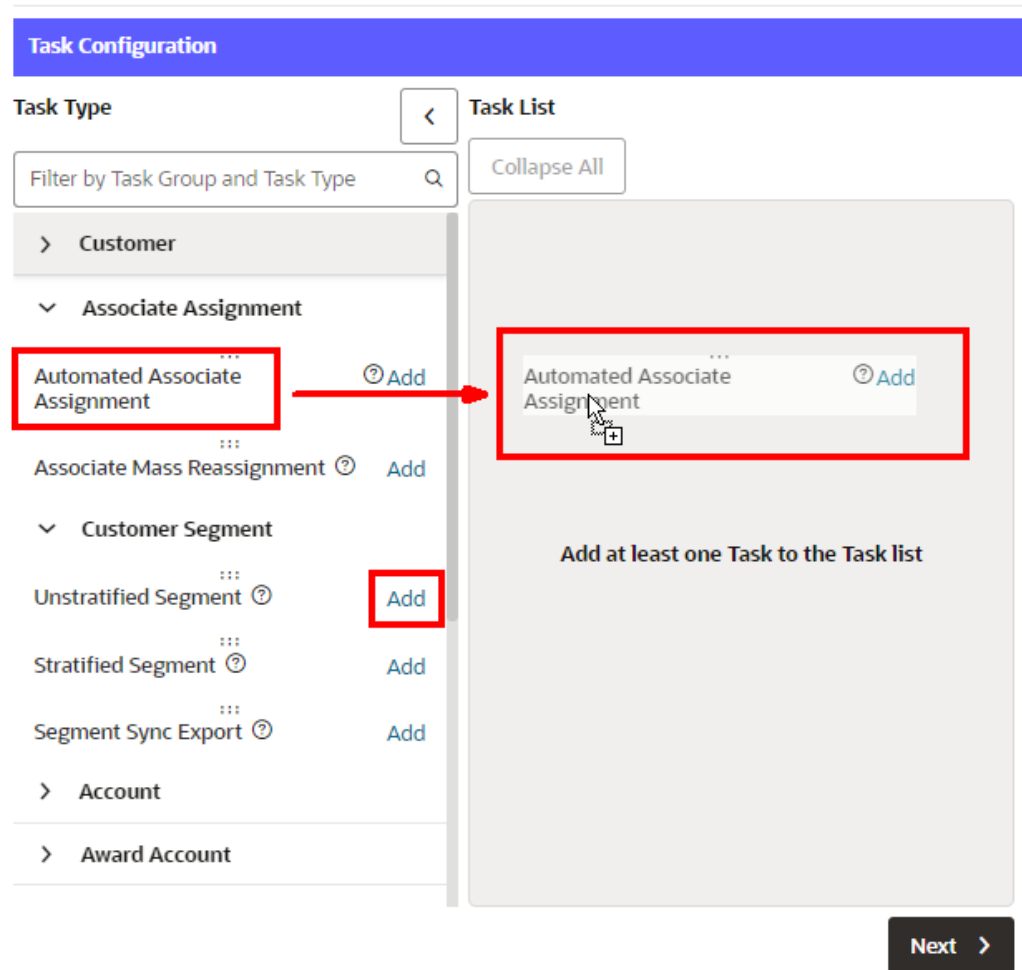 Task Configuration
Task Type
Task List
Filter by Task Group and Task Type
Collapse All
Customer
Associate Assignment
Automated Associate
Assignment
Add
Automated Associate
Assignment
Add
Associate Mass Reassignment
Add
Customer Segment
Add at least one Task to the Task list
Unstratified Segment
Add
Stratified Segment
Add
Segment Sync Export
Add
Account
Award Account
Next